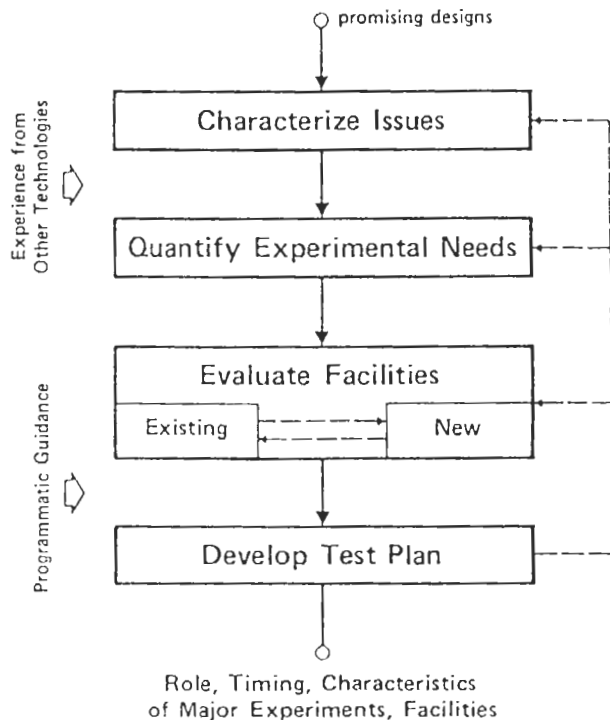 promising designs
Characterize Issues
Experience from
Other Technologies
Quantify Experimental Needs
Evaluate Facilities
Existing
New
Programmatic Guidance
Develop Test Plan
Role, Timing, Characteristics
of Major Experiments, Facilities